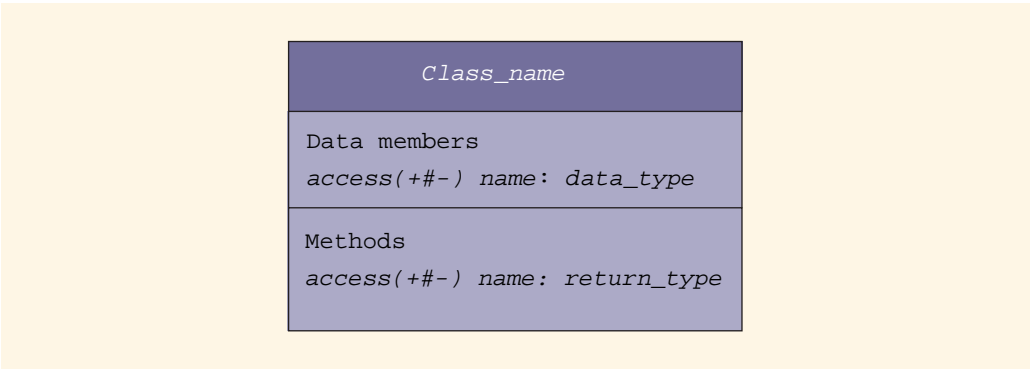 Class_name
Data members
access(+#-) name: data_type
Methods
access(+#-) name: return_type